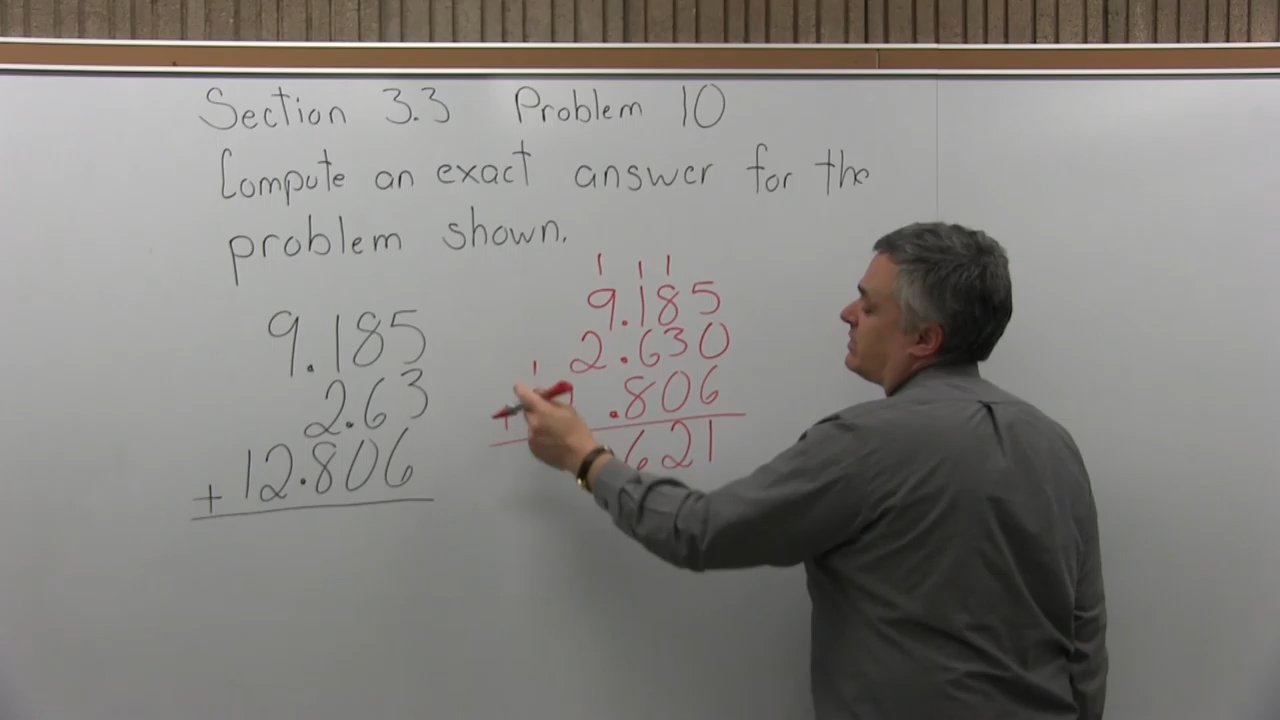 Section 3.3 Problem 10
Compute an exact answer for the
problem shown.
9.185
2.63
+ 12.806
1 1 1
9.185
2.630
1
+ .806
621